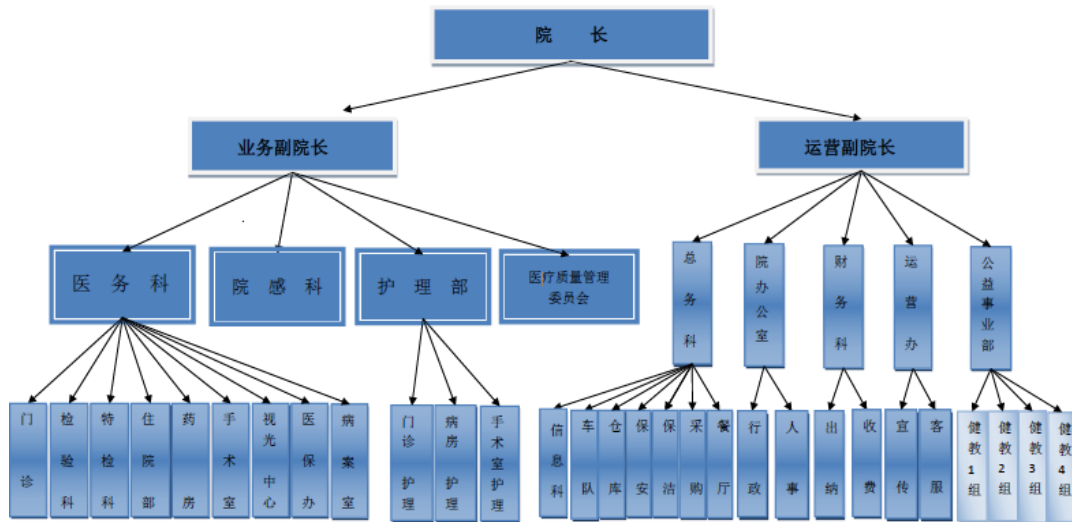 院 长
业务副院长
运营副院长
医 务 科
院 感 科
护 理 部
医疗质量管理
委员会
总务科
院办公室
财务科
运营办
公益事业部
门诊
检验科
特检科
住院部
药房
手术室
视光中心
医保办
病案室
门诊护理
病房护理
手术室护理
信息科
车队
仓库
保安
保洁
采购
餐厅
行政
人事
出纳
收费
宣传
客服
健教1组
健教2组
健教3组
健教4组